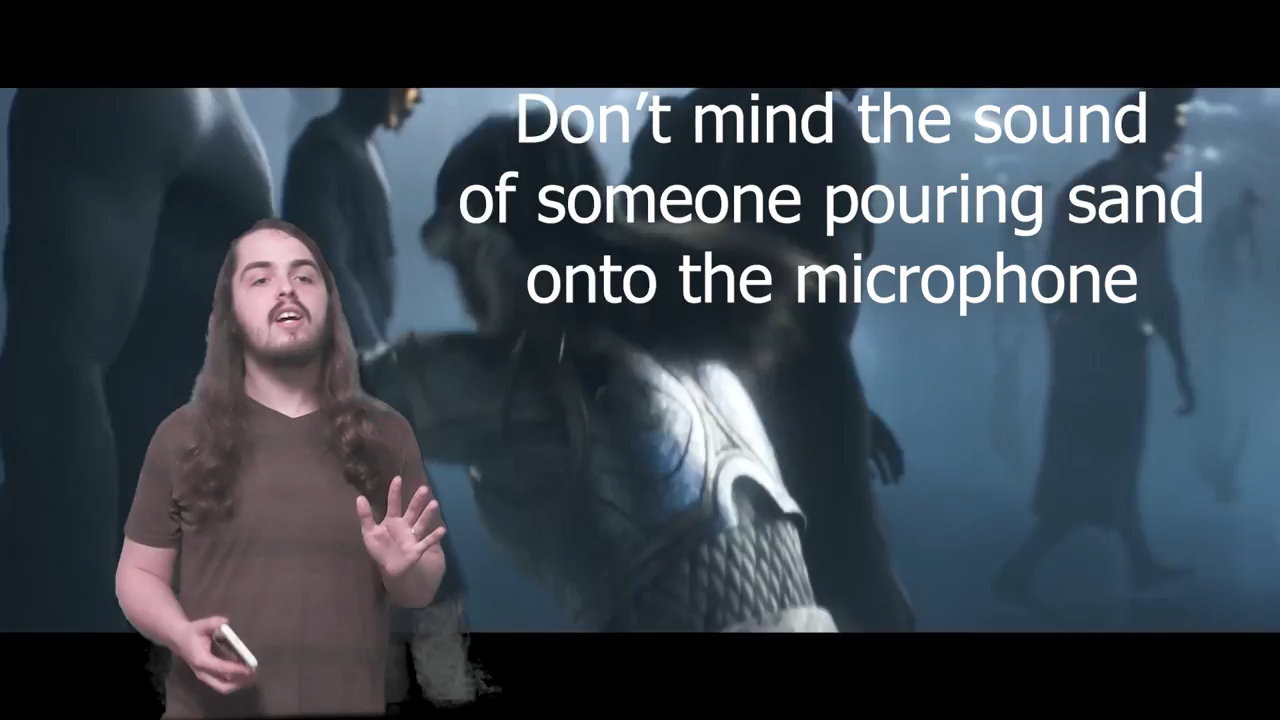 Don’t mind the sound
of someone pouring sand
onto the microphone